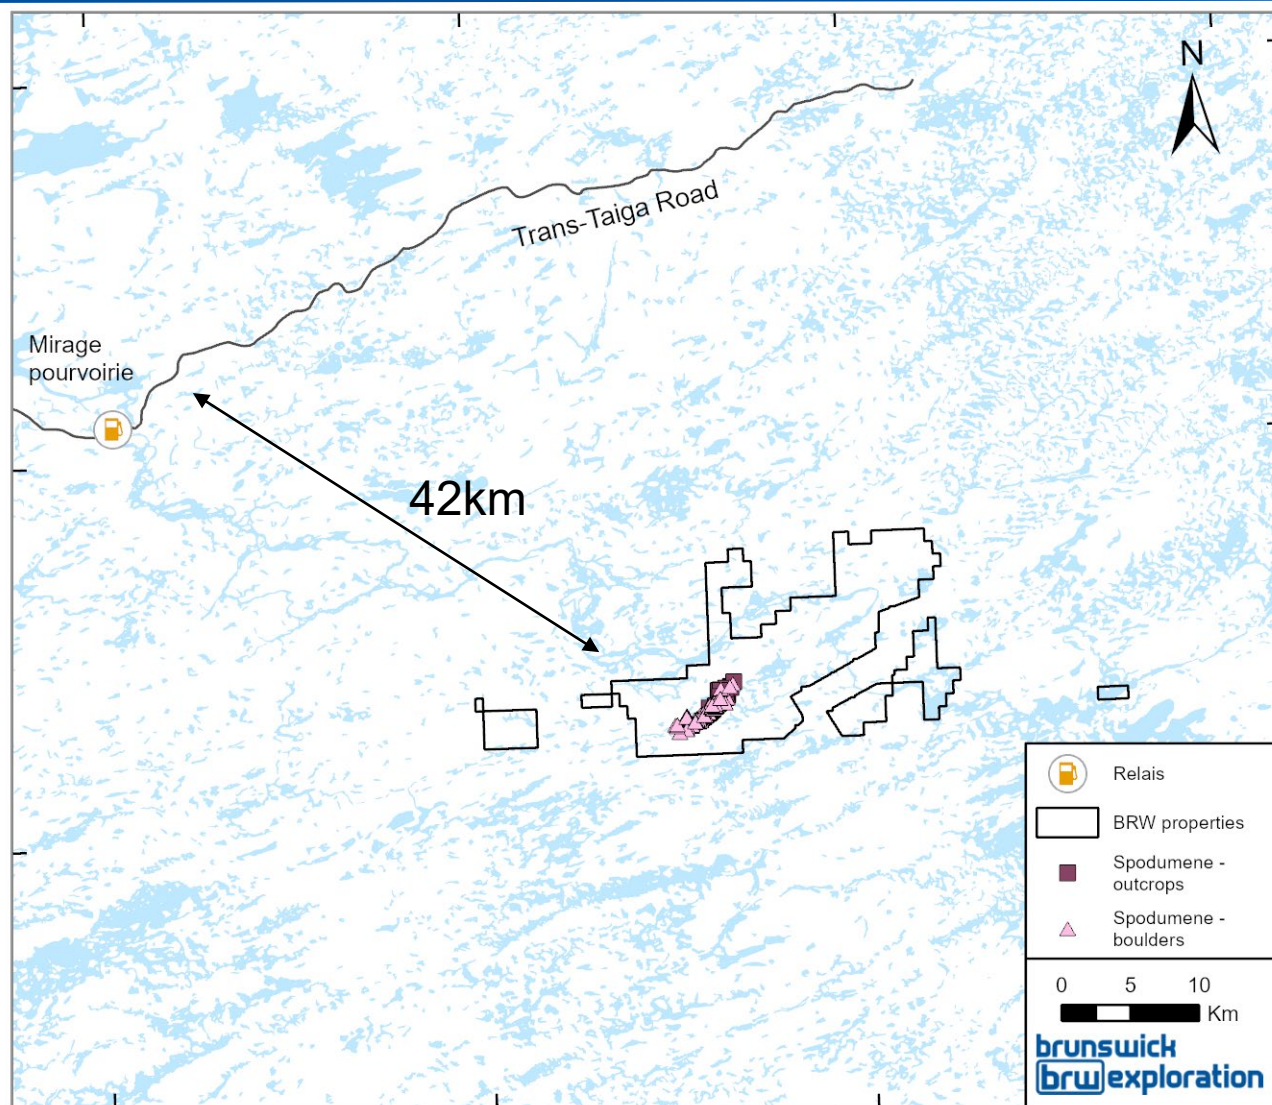 N
Trans-Taiga Road
Mirage
pourvoirie
42km
Relais
BRW properties
Spodumene -
outcrops
Spodumene -
boulders
0 5 10
Km
brunswick
brw exploration